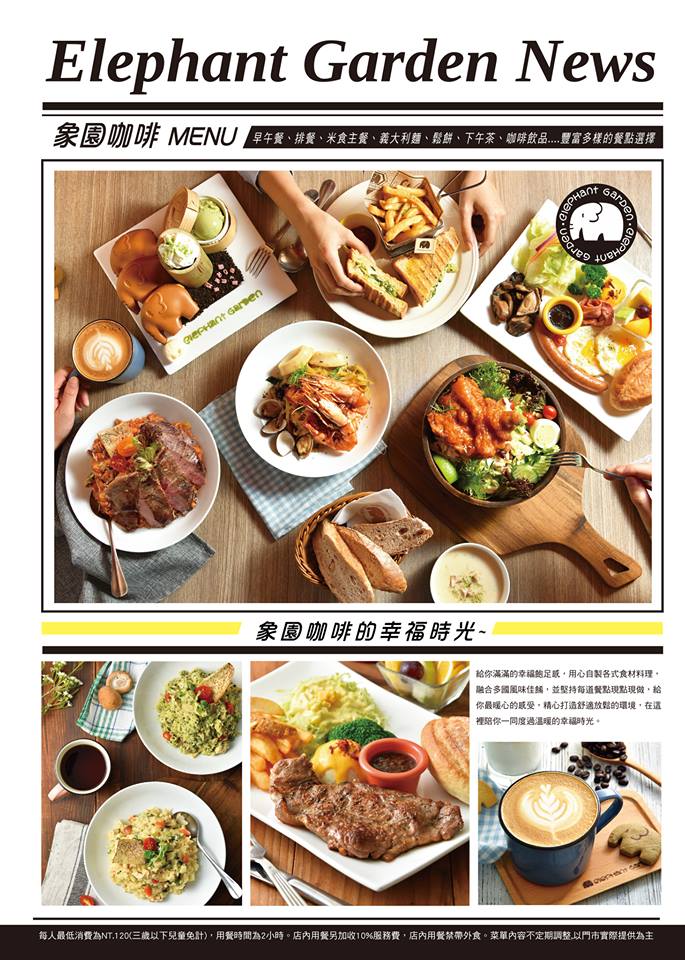 Elephant Garden News
象園咖啡 MENU 早午餐、排餐、米食主餐、義大利麵、鬆餅、下午茶、咖啡飲品....豐富多樣的餐點選擇
elephant Garden · elephant Garden ·
elephant Garden
象園咖啡的幸福時光~
給你滿滿的幸福飽足感，用心自製各式食材料理，
融合多國風味佳餚，並堅持每道餐點現點現做，給
你最暖心的感受，精心打造舒適放鬆的環境，在這
裡陪你一同度過溫暖的幸福時光。
elephant Garden
每人最低消費為NT.120(三歲以下兒童免計)，用餐時間為2小時。店內用餐另加收10%服務費，店內用餐禁帶外食。菜單內容不定期調整,以門市實際提供為主